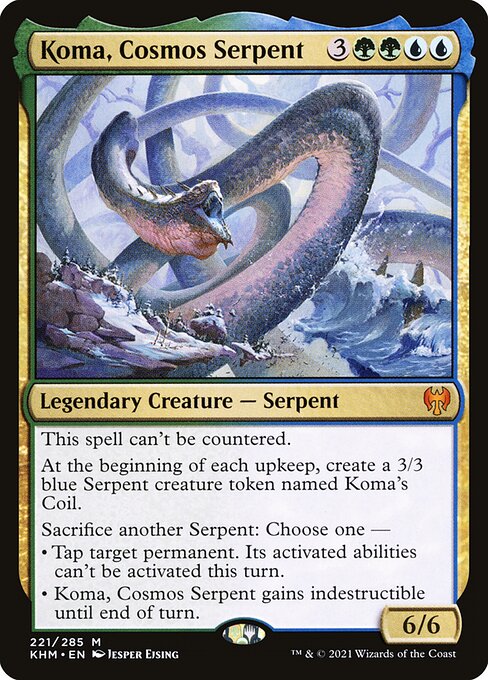 Koma, Cosmos Serpent 3
Legendary Creature — Serpent
This spell can't be countered.
At the beginning of each upkeep, create a 3/3
blue Serpent creature token named Koma's
Coil.
Sacrifice another Serpent: Choose one —
• Tap target permanent. Its activated abilities
can't be activated this turn.
• Koma, Cosmos Serpent gains indestructible
until end of turn.
6/6
221/285 M
KHM • EN Jesper Eising
™ & © 2021 Wizards of the Coast